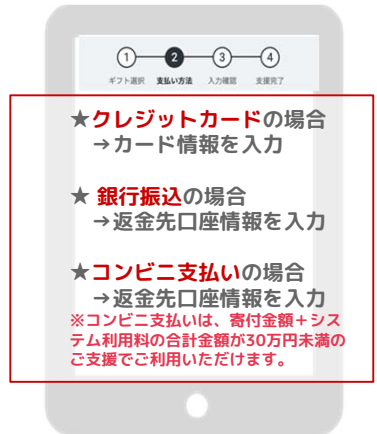 1 2 3 4
ギフト選択 支払い方法 入力確認 支援完了
★クレジットカードの場合
→カード情報を入力
★ 銀行振込の場合
→返金先口座情報を入力
★コンビニ支払いの場合
→返金先口座情報を入力
※コンビニ支払いは、寄付金額＋シス
テム利用料の合計金額が30万円未満の
ご支援でご利用いただけます。